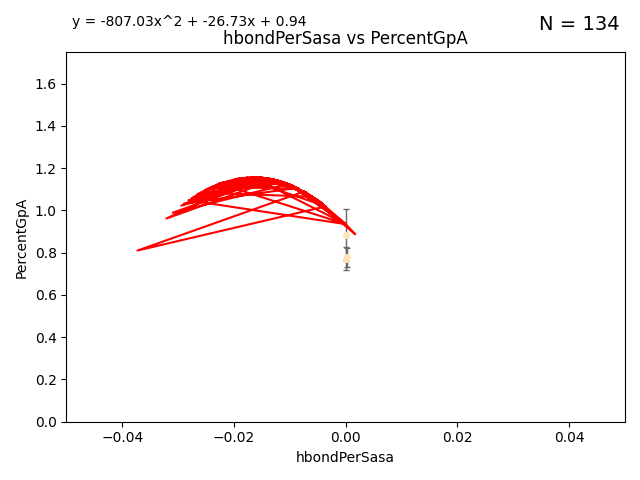 y = -807.03x^2 + -26.73x + 0.94
N = 134
hbondPerSasa vs PercentGpA
1.6
1.4
1.2
1.0
0.8
0.6
0.4
0.2
0.0
PercentGpA
−0.04 −0.02 0.00 0.02 0.04
hbondPerSasa